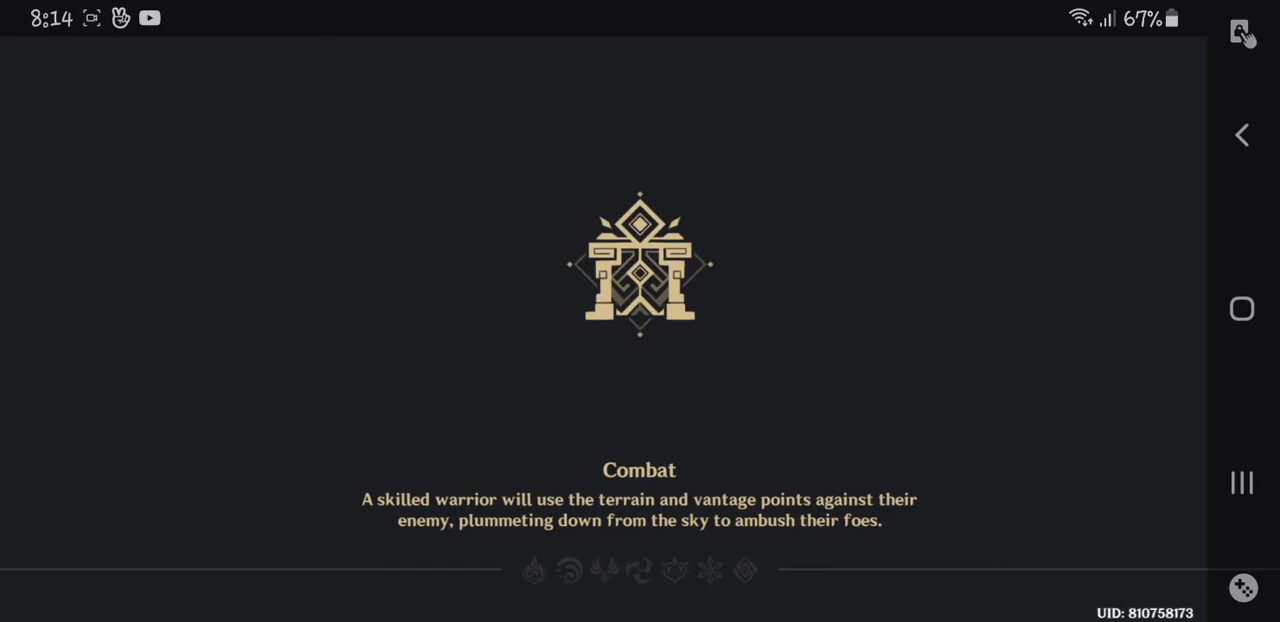 8:14
67%
Combat
A skilled warrior will use the terrain and vantage points against their
enemy, plummeting down from the sky to ambush their foes.
UID: 810758173